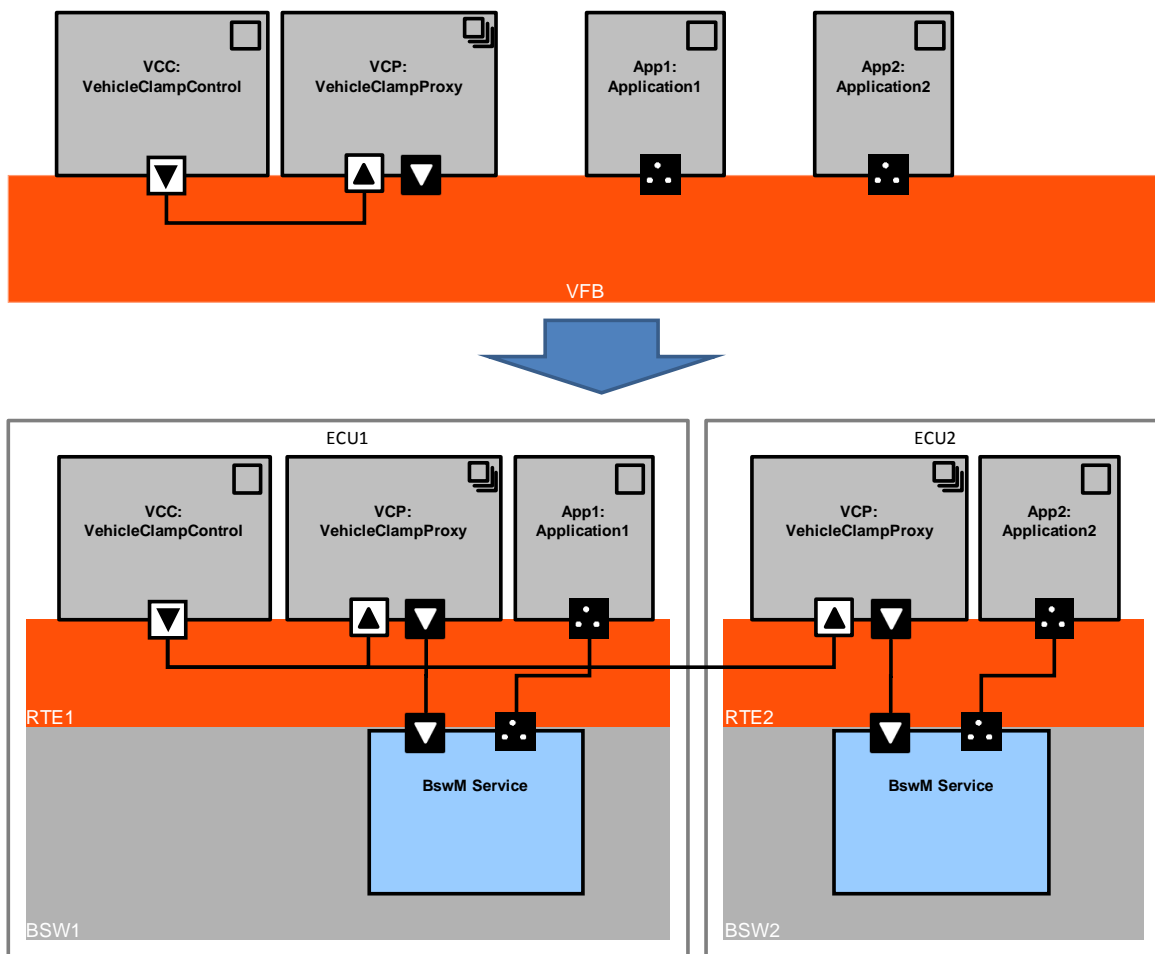 VCC:
VehicleClampControl
VCP:
VehicleClampProxy
App1:
Application1
App2:
Application2
VFB
ECU1
VCC:
VehicleClampControl
VCP:
VehicleClampProxy
App1:
Application1
RTE1
BswM Service
BSW1
ECU2
VCP:
VehicleClampProxy
App2:
Application2
RTE2
BswM Service
BSW2